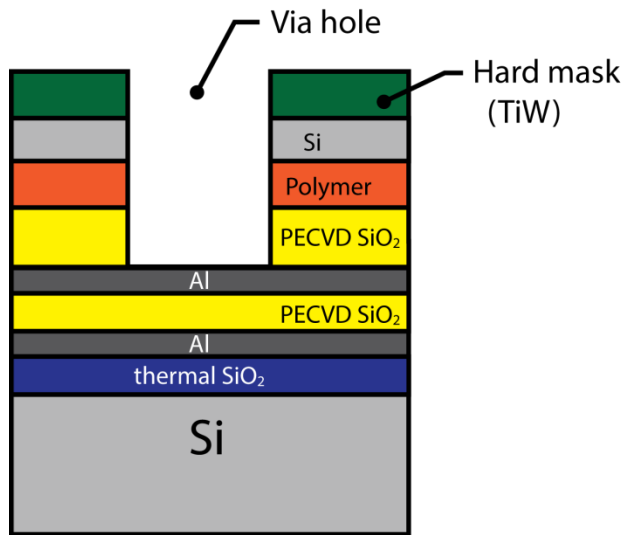 Via hole
Hard mask
(TiW)
Si
Polymer
PECVD SiO₂
Al
PECVD SiO₂
Al
thermal SiO₂
Si